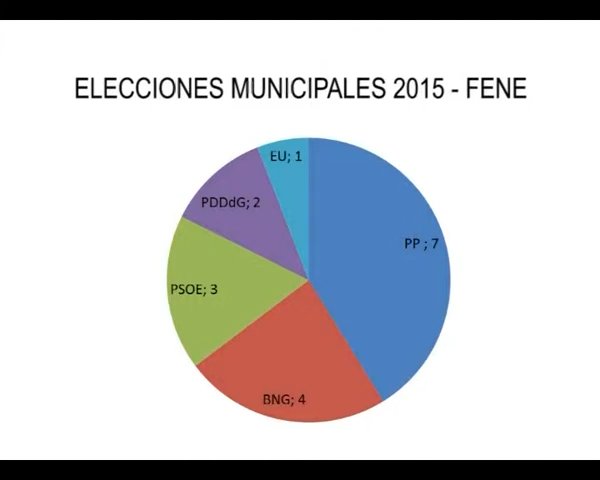 ELECCIONES MUNICIPALES 2015 - FENE
EU; 1
PDDdG; 2
PP ; 7
PSOE; 3
BNG; 4